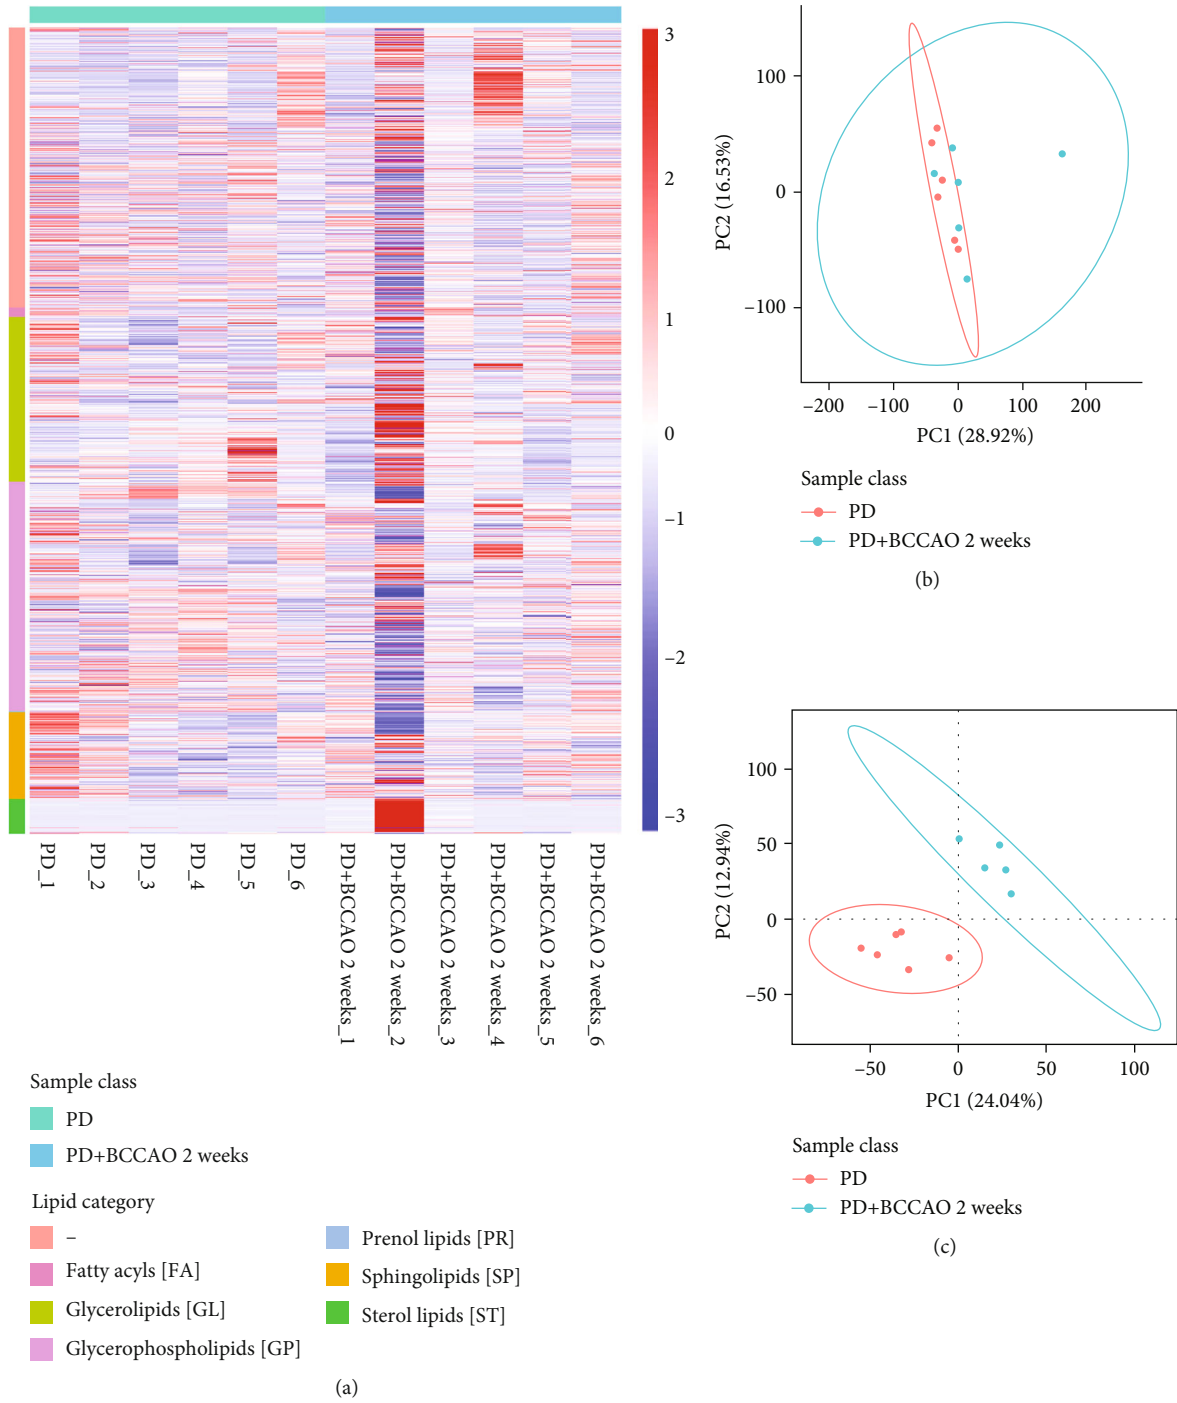 3
2
1
0
−1
−2
−3
PD_1
PD_2
PD_3
PD_4
PD_5
PD_6
PD+BCCAO 2 weeks_1
PD+BCCAO 2 weeks_2
PD+BCCAO 2 weeks_3
PD+BCCAO 2 weeks_4
PD+BCCAO 2 weeks_5
PD+BCCAO 2 weeks_6
Sample class
PD
PD+BCCAO 2 weeks
Lipid category
–
Fatty acyls [FA]
Glycerolipids [GL]
Glycerophospholipids [GP]
Prenol lipids [PR]
Sphingolipids [SP]
Sterol lipids [ST]
(a)
PC2 (16.53%)
100
0
−100
−200 −100 0 100 200
PC1 (28.92%)
Sample class
PD
PD+BCCAO 2 weeks
(b)
PC2 (12.94%)
100
50
0
−50
−50 0 50 100
PC1 (24.04%)
Sample class
PD
PD+BCCAO 2 weeks
(c)